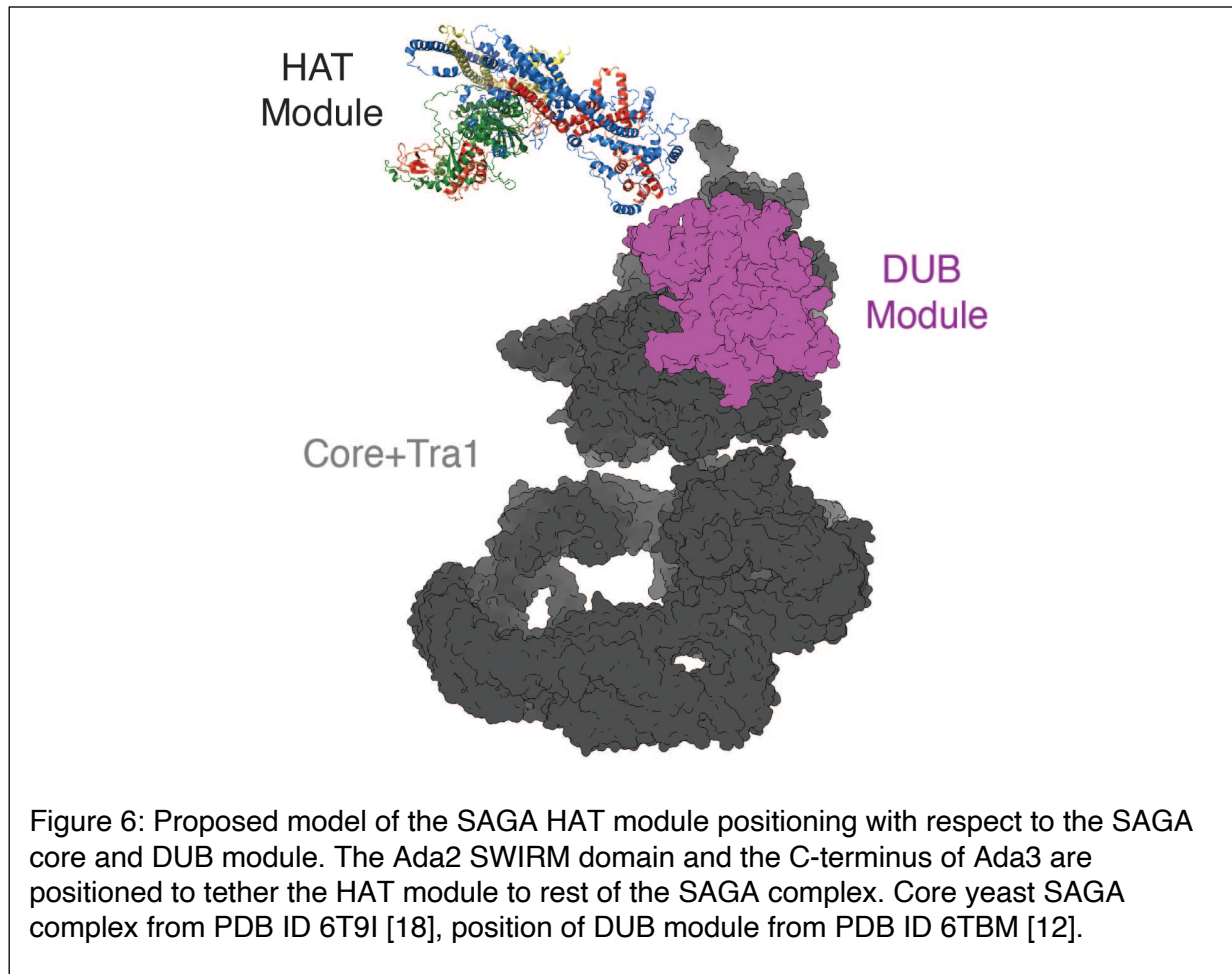 HAT
Module
DUB
Module
Core+Tra1
Figure 6: Proposed model of the SAGA HAT module positioning with respect to the SAGA
core and DUB module. The Ada2 SWIRM domain and the C-terminus of Ada3 are
positioned to tether the HAT module to rest of the SAGA complex. Core yeast SAGA
complex from PDB ID 6T9I [18], position of DUB module from PDB ID 6TBM [12].